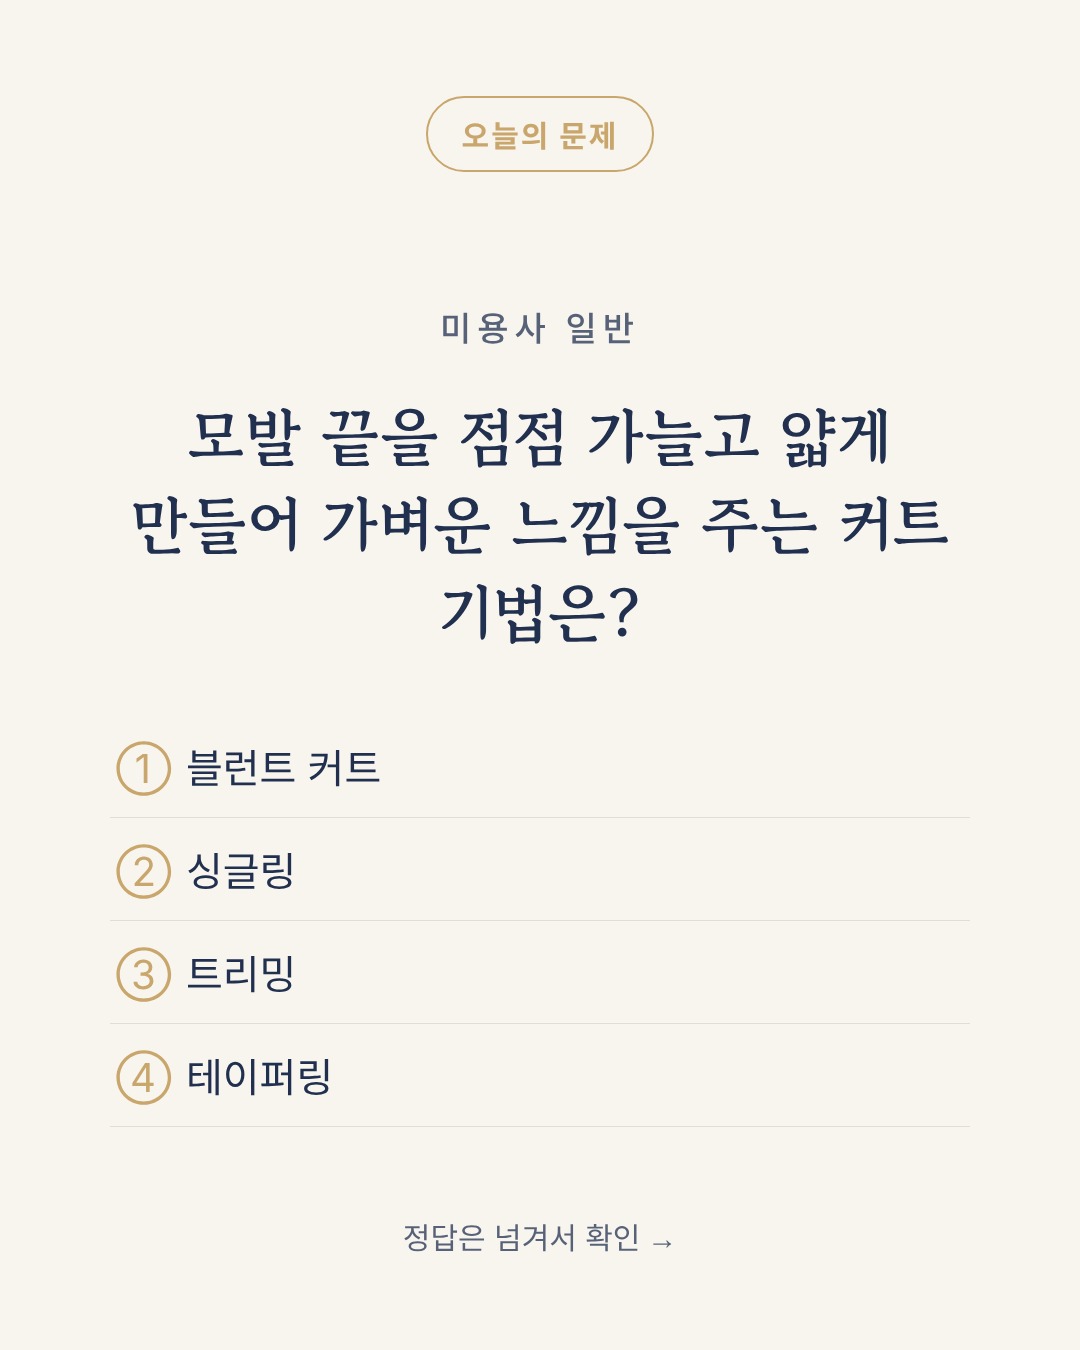 오늘의 문제
미용사 일반
모발 끝을 점점 가늘고 얇게
만들어 가벼운 느낌을 주는 커트
기법은?
① 블런트 커트
② 싱글링
③ 트리밍
④ 테이퍼링
정답은 넘겨서 확인 →